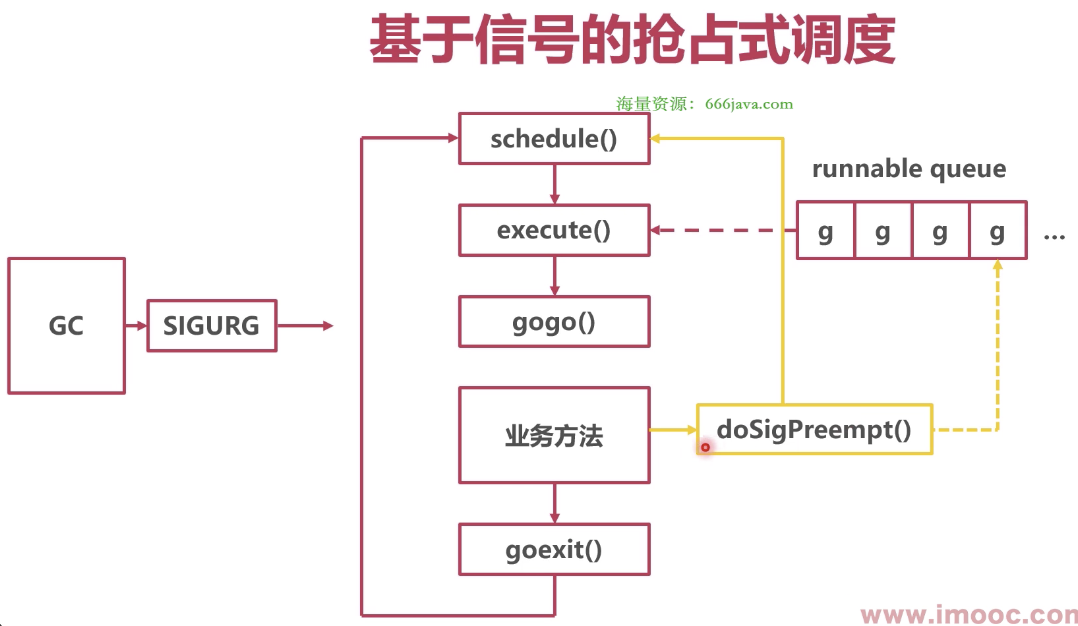 基于信号的抢占式调度
海量资源：666java.com
schedule()
runnable queue
execute()
g g g g ...
GC
SIGURG
gogo()
业务方法
doSigPreempt()
goexit()
www.imooc.con